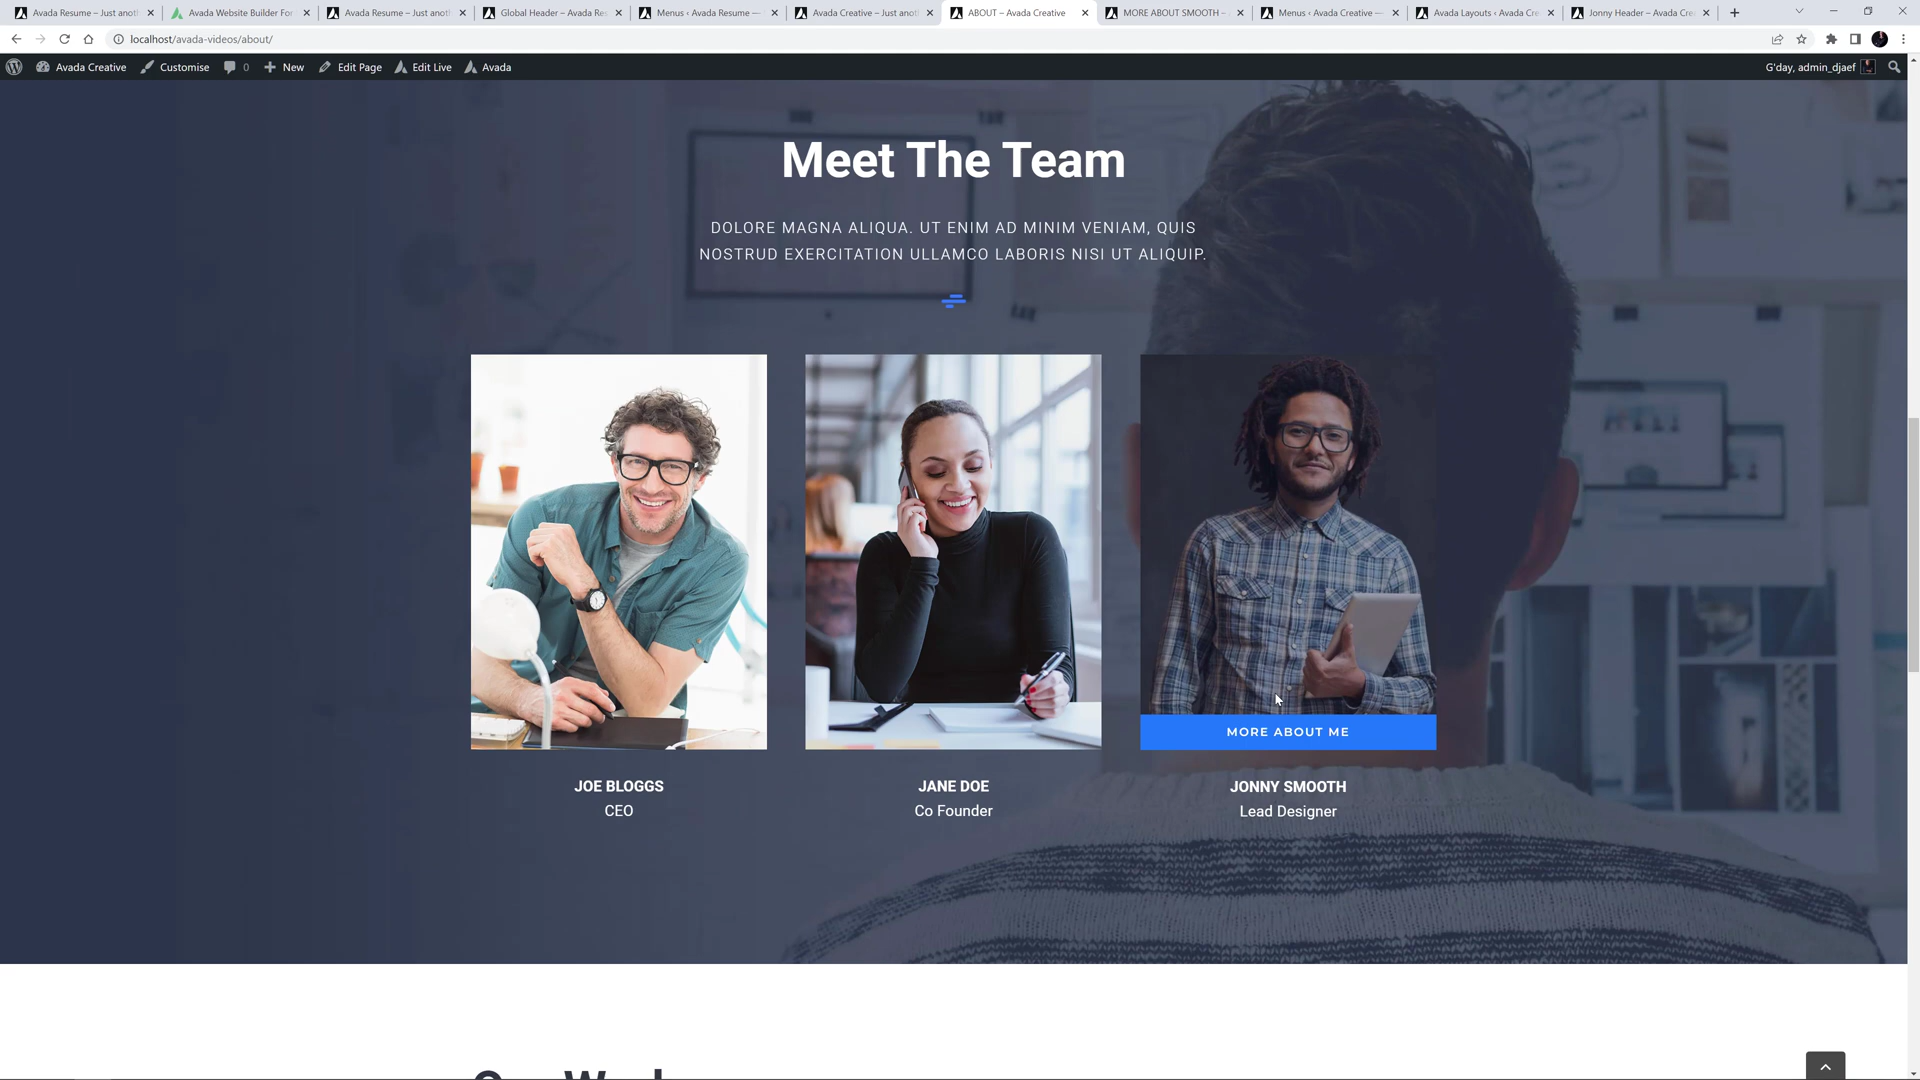 Avada Resume – Just anoth
Avada Website Builder For
Avada Resume – Just anoth
Global Header – Avada Res
Menus ‹ Avada Resume —
Avada Creative – Just anoth
ABOUT – Avada Creative
MORE ABOUT SMOOTH –
Menus ‹ Avada Creative —
Avada Layouts ‹ Avada Cre
Jonny Header – Avada Cre
localhost/avada-videos/about/
Avada Creative
Customise
0
New
Edit Page
Edit Live
Avada
G'day, admin_djaef
Meet The Team
DOLORE MAGNA ALIQUA. UT ENIM AD MINIM VENIAM, QUIS
NOSTRUD EXERCITATION ULLAMCO LABORIS NISI UT ALIQUIP.
MORE ABOUT ME
JOE BLOGGS
CEO
JANE DOE
Co Founder
JONNY SMOOTH
Lead Designer